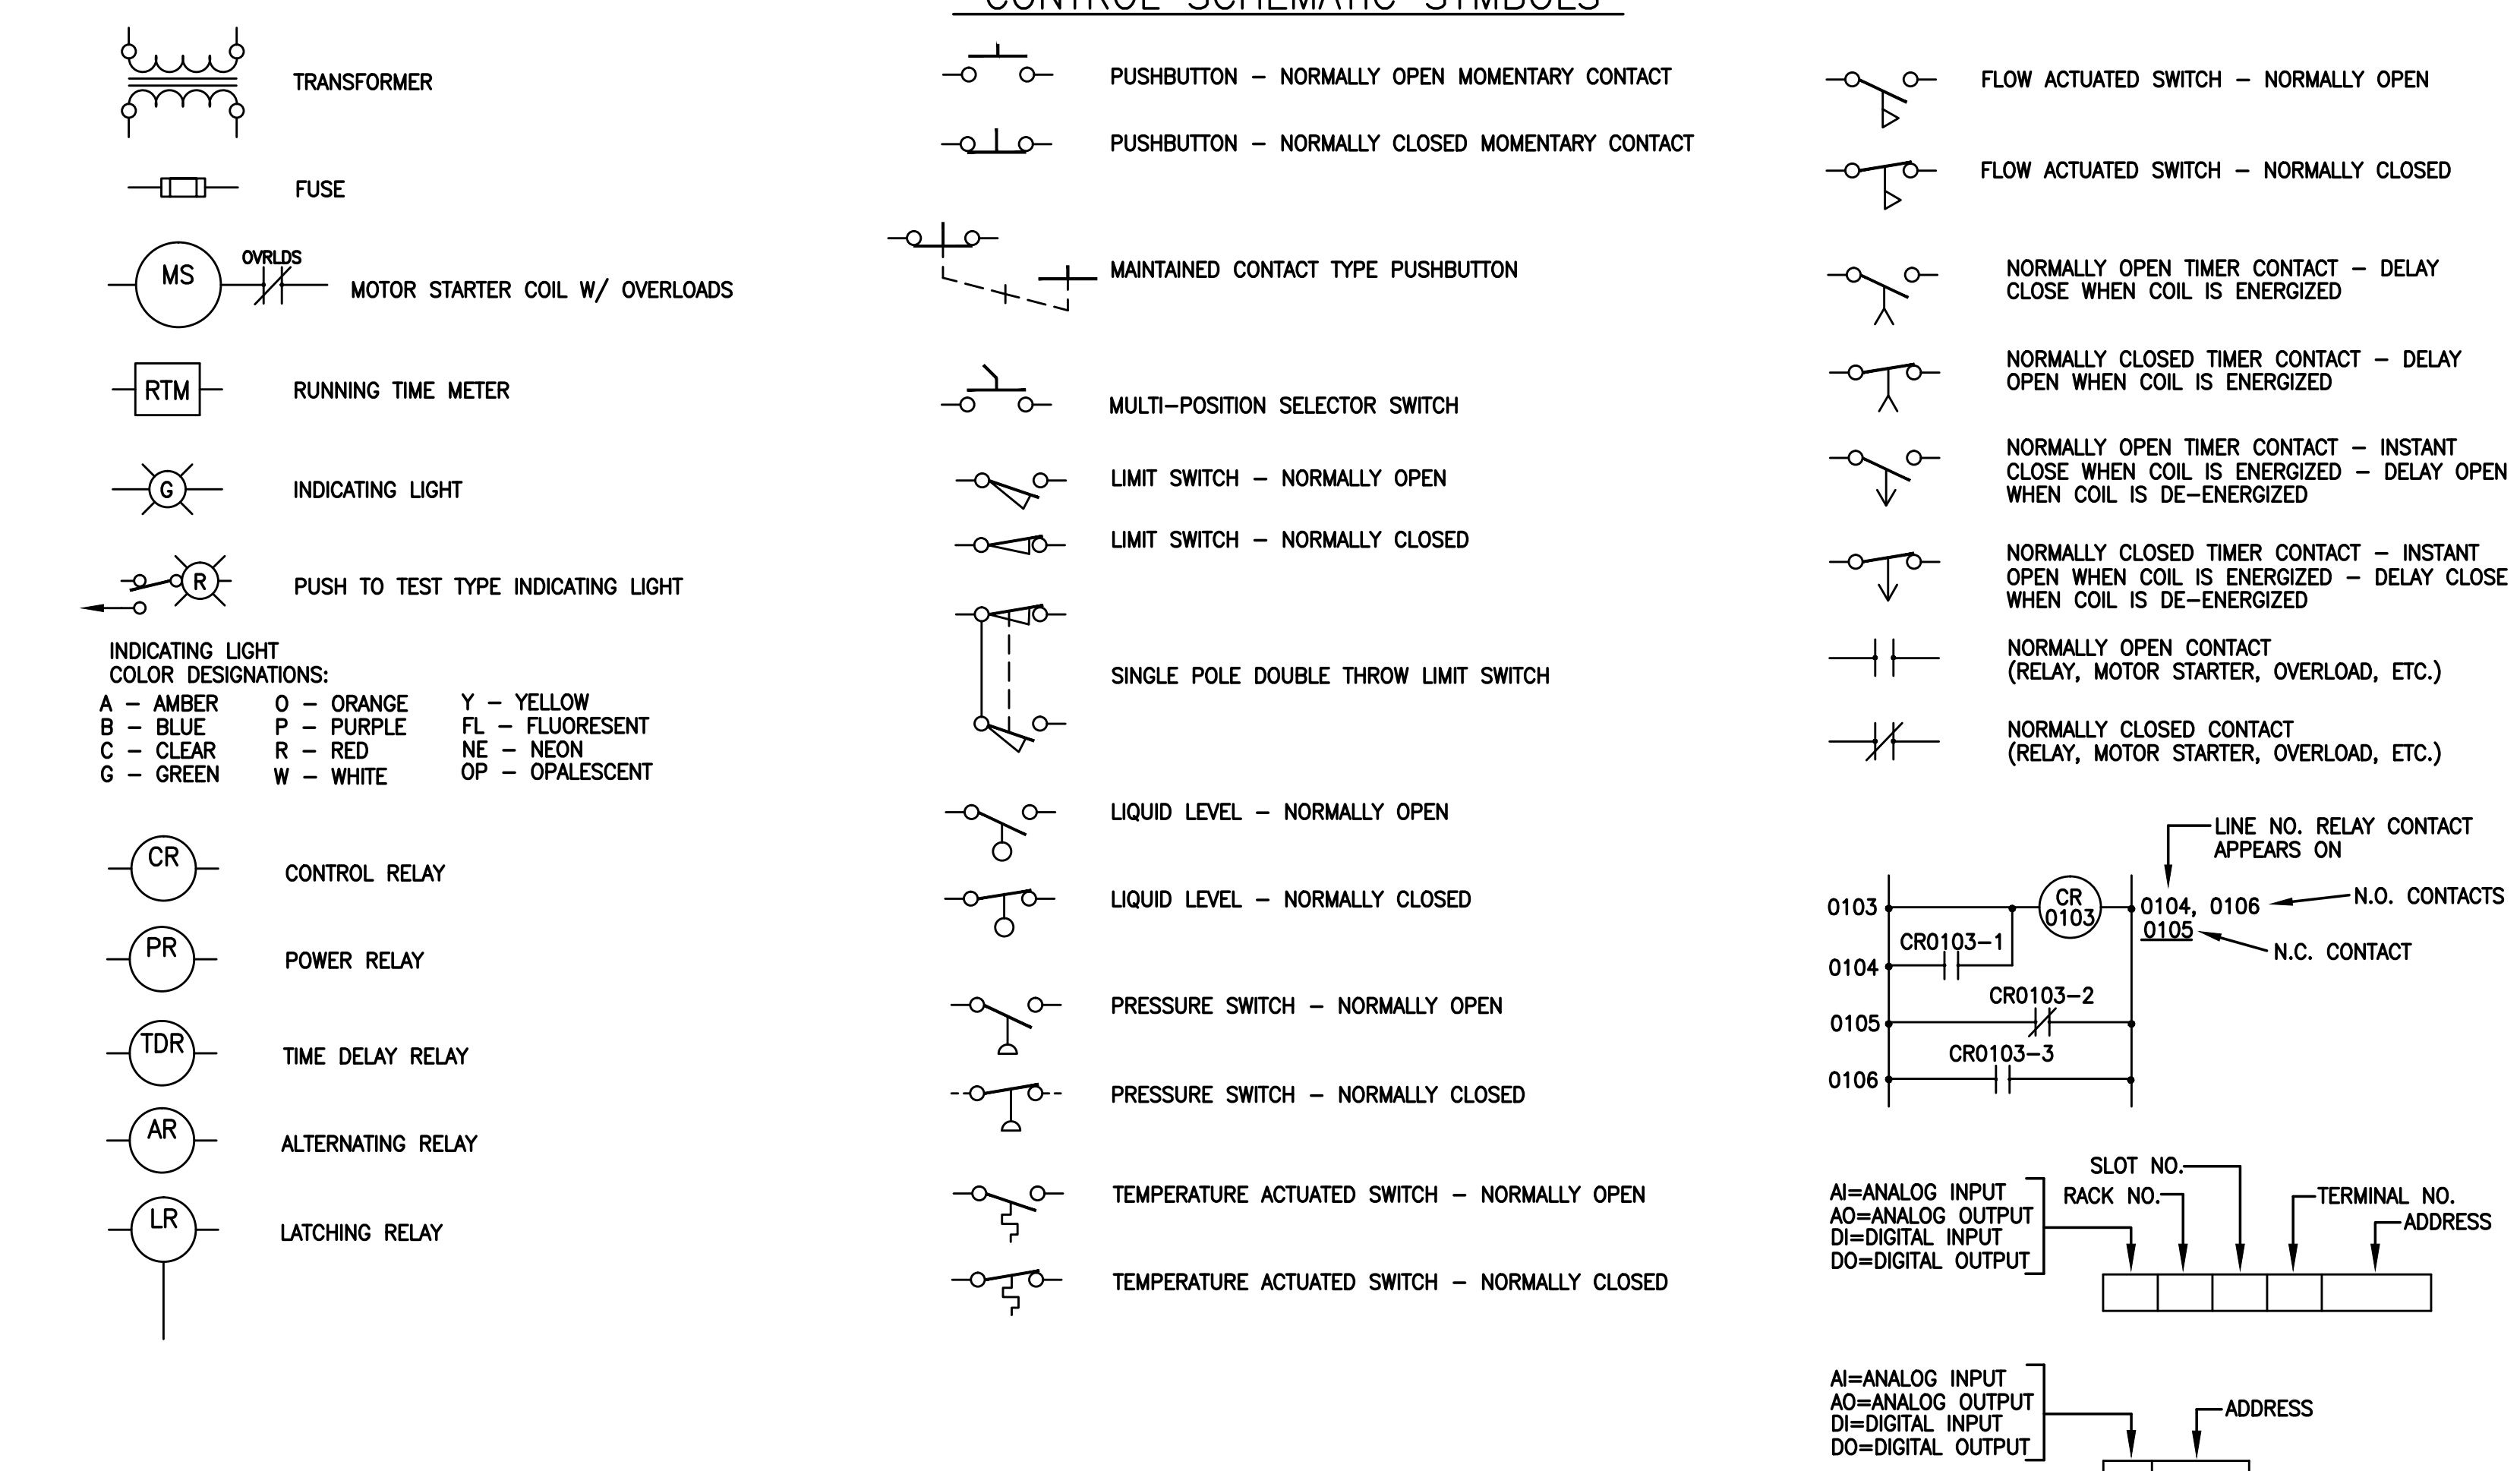 CONTROL SCHEMATIC SYMBOLS
TRANSFORMER
FUSE
MS
OVRLDS
MOTOR STARTER COIL W/ OVERLOADS
RTM
RUNNING TIME METER
G
INDICATING LIGHT
R
PUSH TO TEST TYPE INDICATING LIGHT
INDICATING LIGHT
COLOR DESIGNATIONS:
A – AMBER
B – BLUE
C – CLEAR
G – GREEN
O – ORANGE
P – PURPLE
R – RED
W – WHITE
Y – YELLOW
FL – FLUORESENT
NE – NEON
OP – OPALESCENT
CR
CONTROL RELAY
PR
POWER RELAY
TDR
TIME DELAY RELAY
AR
ALTERNATING RELAY
LR
LATCHING RELAY
PUSHBUTTON – NORMALLY OPEN MOMENTARY CONTACT
PUSHBUTTON – NORMALLY CLOSED MOMENTARY CONTACT
MAINTAINED CONTACT TYPE PUSHBUTTON
MULTI–POSITION SELECTOR SWITCH
LIMIT SWITCH – NORMALLY OPEN
LIMIT SWITCH – NORMALLY CLOSED
SINGLE POLE DOUBLE THROW LIMIT SWITCH
LIQUID LEVEL – NORMALLY OPEN
LIQUID LEVEL – NORMALLY CLOSED
PRESSURE SWITCH – NORMALLY OPEN
PRESSURE SWITCH – NORMALLY CLOSED
TEMPERATURE ACTUATED SWITCH – NORMALLY OPEN
TEMPERATURE ACTUATED SWITCH – NORMALLY CLOSED
FLOW ACTUATED SWITCH – NORMALLY OPEN
FLOW ACTUATED SWITCH – NORMALLY CLOSED
NORMALLY OPEN TIMER CONTACT – DELAY
CLOSE WHEN COIL IS ENERGIZED
NORMALLY CLOSED TIMER CONTACT – DELAY
OPEN WHEN COIL IS ENERGIZED
NORMALLY OPEN TIMER CONTACT – INSTANT
CLOSE WHEN COIL IS ENERGIZED – DELAY OPEN
WHEN COIL IS DE–ENERGIZED
NORMALLY CLOSED TIMER CONTACT – INSTANT
OPEN WHEN COIL IS ENERGIZED – DELAY CLOSE
WHEN COIL IS DE–ENERGIZED
NORMALLY OPEN CONTACT
(RELAY, MOTOR STARTER, OVERLOAD, ETC.)
NORMALLY CLOSED CONTACT
(RELAY, MOTOR STARTER, OVERLOAD, ETC.)
LINE NO. RELAY CONTACT
APPEARS ON
0103
CR
0103
0104, 0106
N.O. CONTACTS
0105
N.C. CONTACT
CR0103–1
0104
CR0103–2
0105
CR0103–3
0106
SLOT NO.
RACK NO.
TERMINAL NO.
ADDRESS
AI=ANALOG INPUT
AO=ANALOG OUTPUT
DI=DIGITAL INPUT
DO=DIGITAL OUTPUT
AI=ANALOG INPUT
AO=ANALOG OUTPUT
DI=DIGITAL INPUT
DO=DIGITAL OUTPUT
ADDRESS